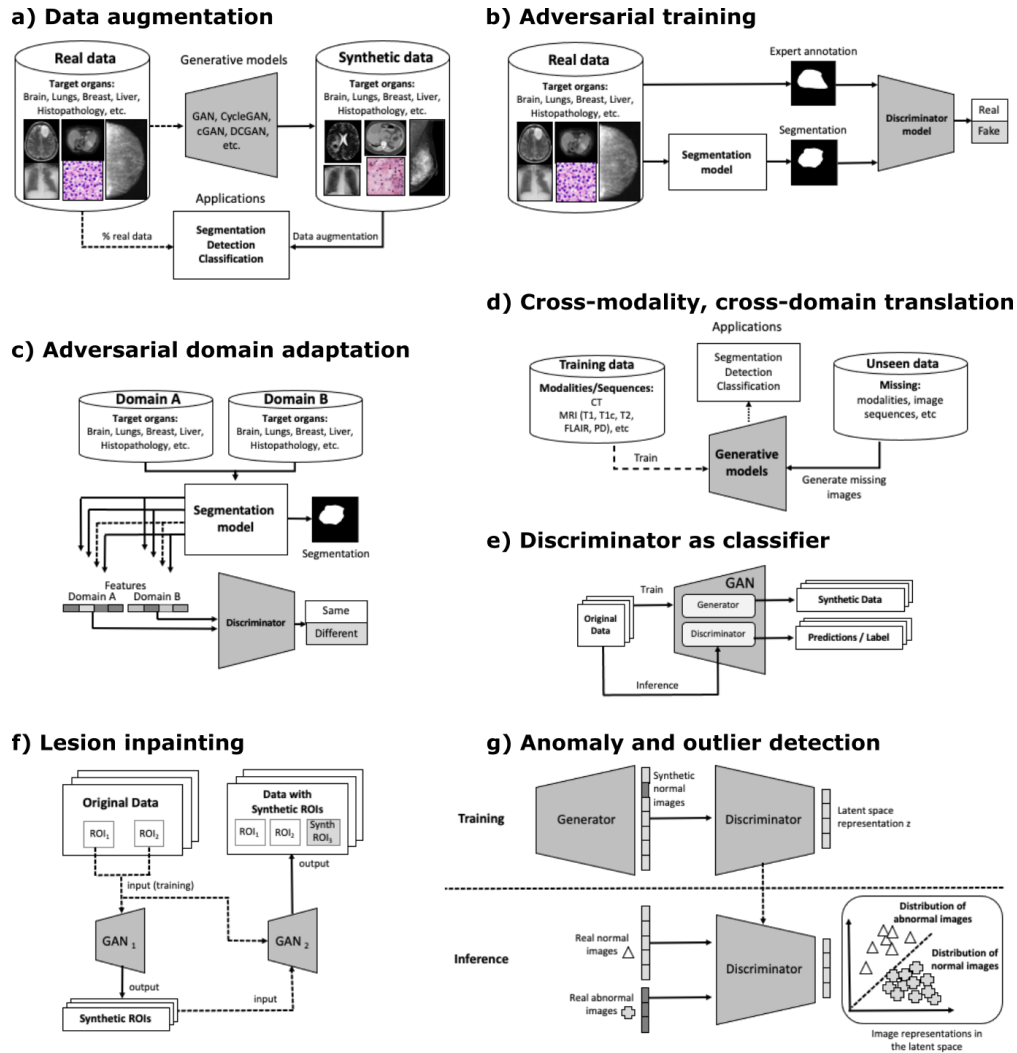 a) Data augmentation
Real data
Target organs:
Brain, Lungs, Breast, Liver,
Histopathology, etc.
Generative models
GAN, CycleGAN,
cGAN, DCGAN,
etc.
Synthetic data
Target organs:
Brain, Lungs, Breast, Liver,
Histopathology, etc.
Applications
% real data
Segmentation
Detection
Classification
Data augmentation
b) Adversarial training
Real data
Target organs:
Brain, Lungs, Breast, Liver,
Histopathology, etc.
Expert annotation
Segmentation
model
Segmentation
Discriminator
model
Real
Fake
c) Adversarial domain adaptation
Domain A
Target organs:
Brain, Lungs, Breast, Liver,
Histopathology, etc.
Domain B
Target organs:
Brain, Lungs, Breast, Liver,
Histopathology, etc.
Segmentation
model
Segmentation
Features
Domain A
Domain B
Discriminator
Same
Different
d) Cross-modality, cross-domain translation
Applications
Segmentation
Detection
Classification
Training data
Modalities/Sequences:
CT
MRI (T1, T1c, T2,
FLAIR, PD), etc
Unseen data
Missing:
modalities, image
sequences, etc
Train
Generative
models
Generate missing
images
e) Discriminator as classifier
GAN
Train
Original
Data
Generator
Discriminator
Synthetic Data
Predictions / Label
Inference
f) Lesion inpainting
Original Data
ROI1
ROI2
Data with
Synthetic ROIs
ROI1
ROI2
Synth
ROI3
output
input (training)
GAN 1
GAN 2
output
input
Synthetic ROIs
g) Anomaly and outlier detection
Training
Generator
Synthetic
normal
images
Discriminator
Latent space
representation z
Inference
Real normal
images
Real abnormal
images
Discriminator
Distribution of
abnormal images
Distribution of
normal images
Image representations in
the latent space